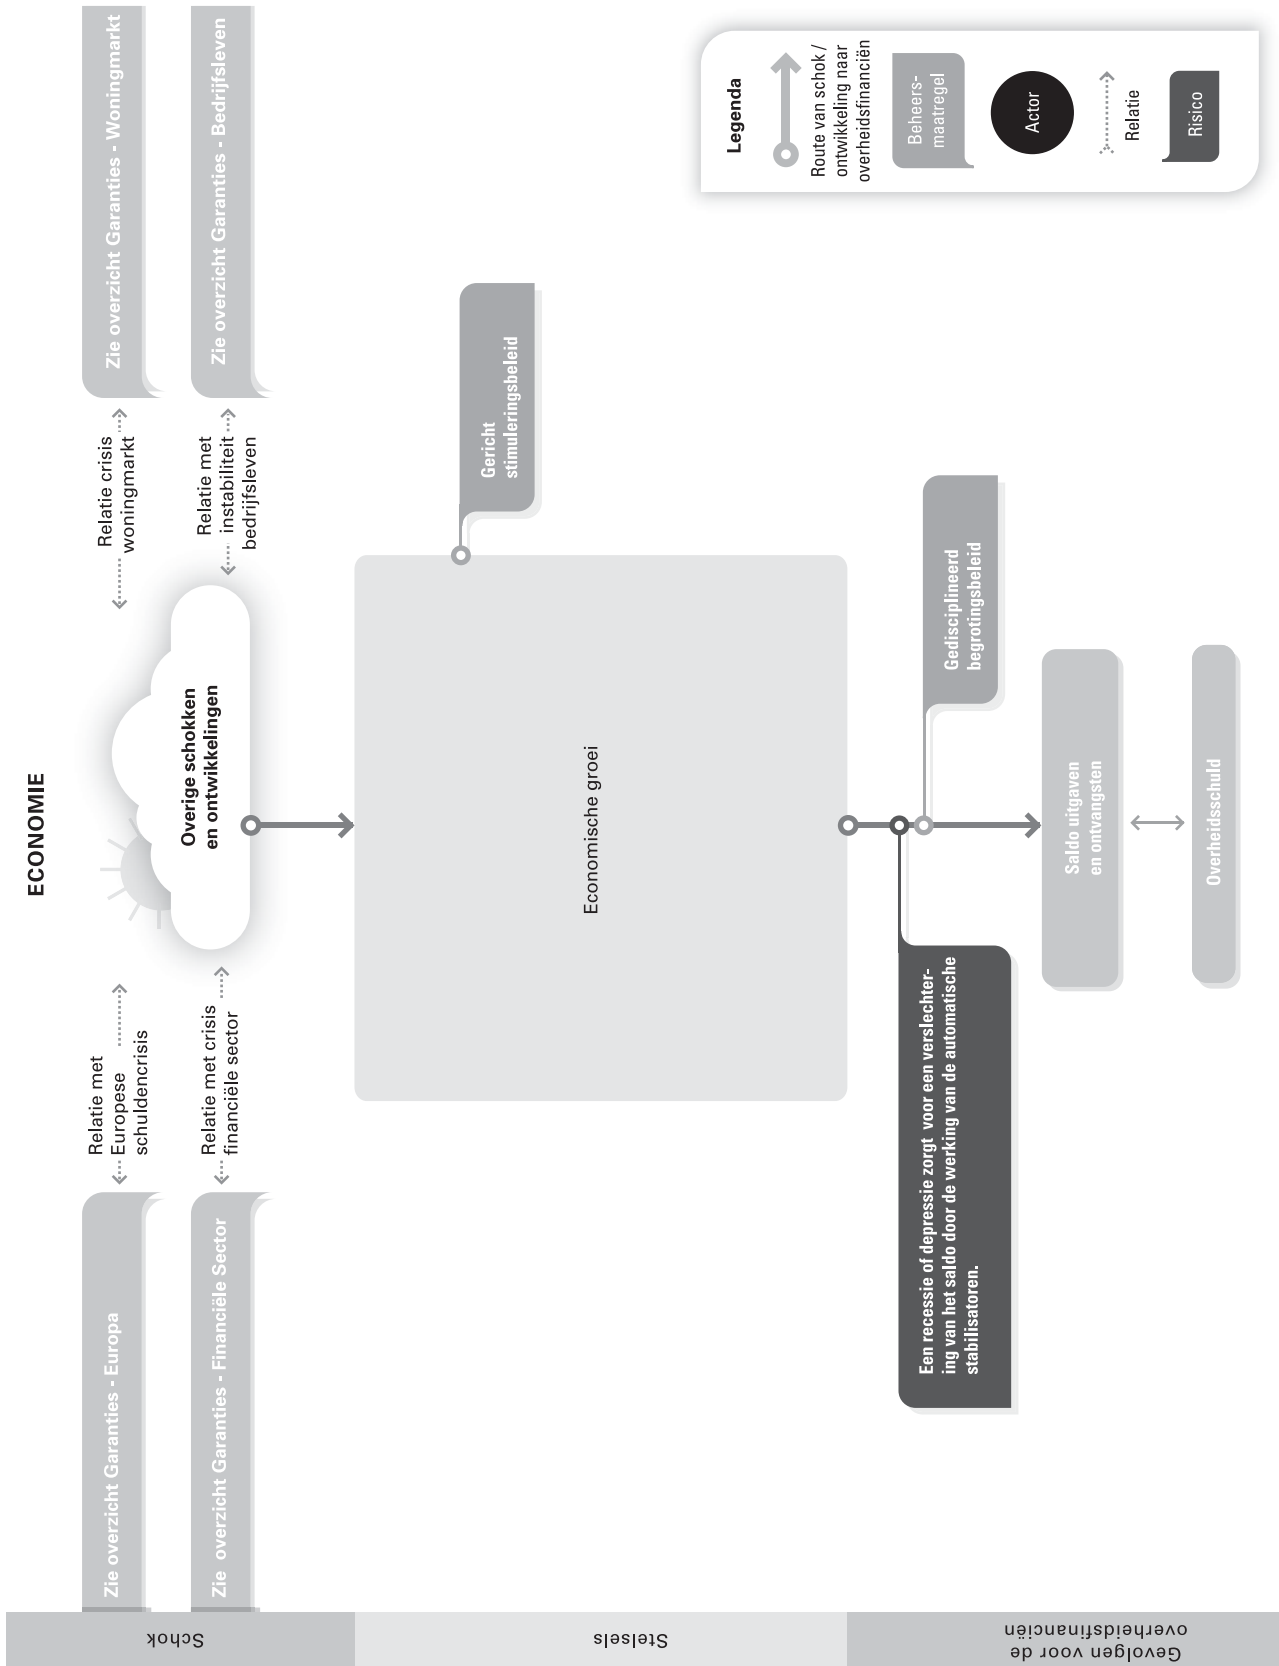 ECONOMIE
Schok
Zie overzicht Garanties - Europa
Relatie met
Europese
schuldencrisis
Zie overzicht Garanties - Financiële Sector
Relatie met crisis
financiële sector
Overige schokken
en ontwikkelingen
Relatie crisis
woningmarkt
Zie overzicht Garanties - Woningmarkt
Relatie met
instabiliteit
bedrijfsleven
Zie overzicht Garanties - Bedrijfsleven
Stelsels
Economische groei
Gericht
stimuleringsbeleid
Gevolgen voor de
overheidsfinanciën
Een recessie of depressie zorgt voor een verslechter-
ing van het saldo door de werking van de automatische
stabilisatoren.
Gedisciplineerd
begrotingsbeleid
Saldo uitgaven
en ontvangsten
Overheidsschuld
Legenda
Route van schok /
ontwikkeling naar
overheidsfinanciën
Beheers-
maatregel
Actor
Relatie
Risico